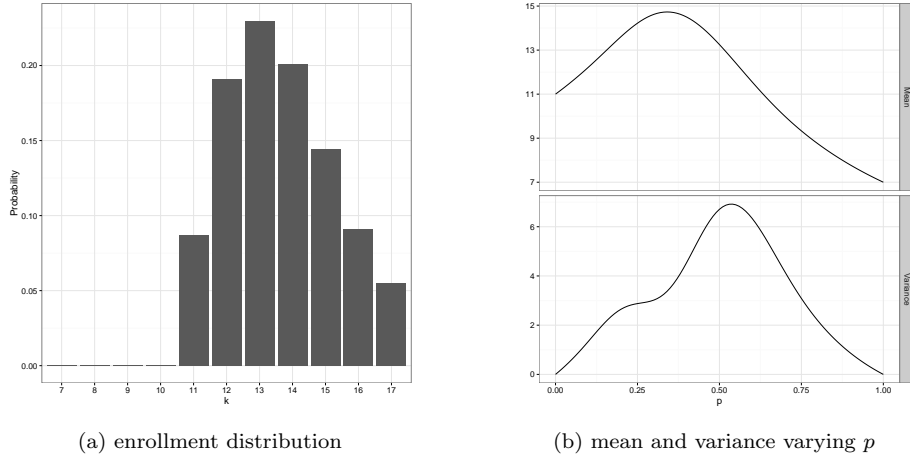 0.20
0.15
0.10
0.05
0.00
Probability
7 8 9 10 11 12 13 14 15 16 17
k
15
13
11
9
7
Mean
6
4
2
0
Variance
0.00 0.25 0.50 0.75 1.00
p
(a) enrollment distribution
(b) mean and variance varying p